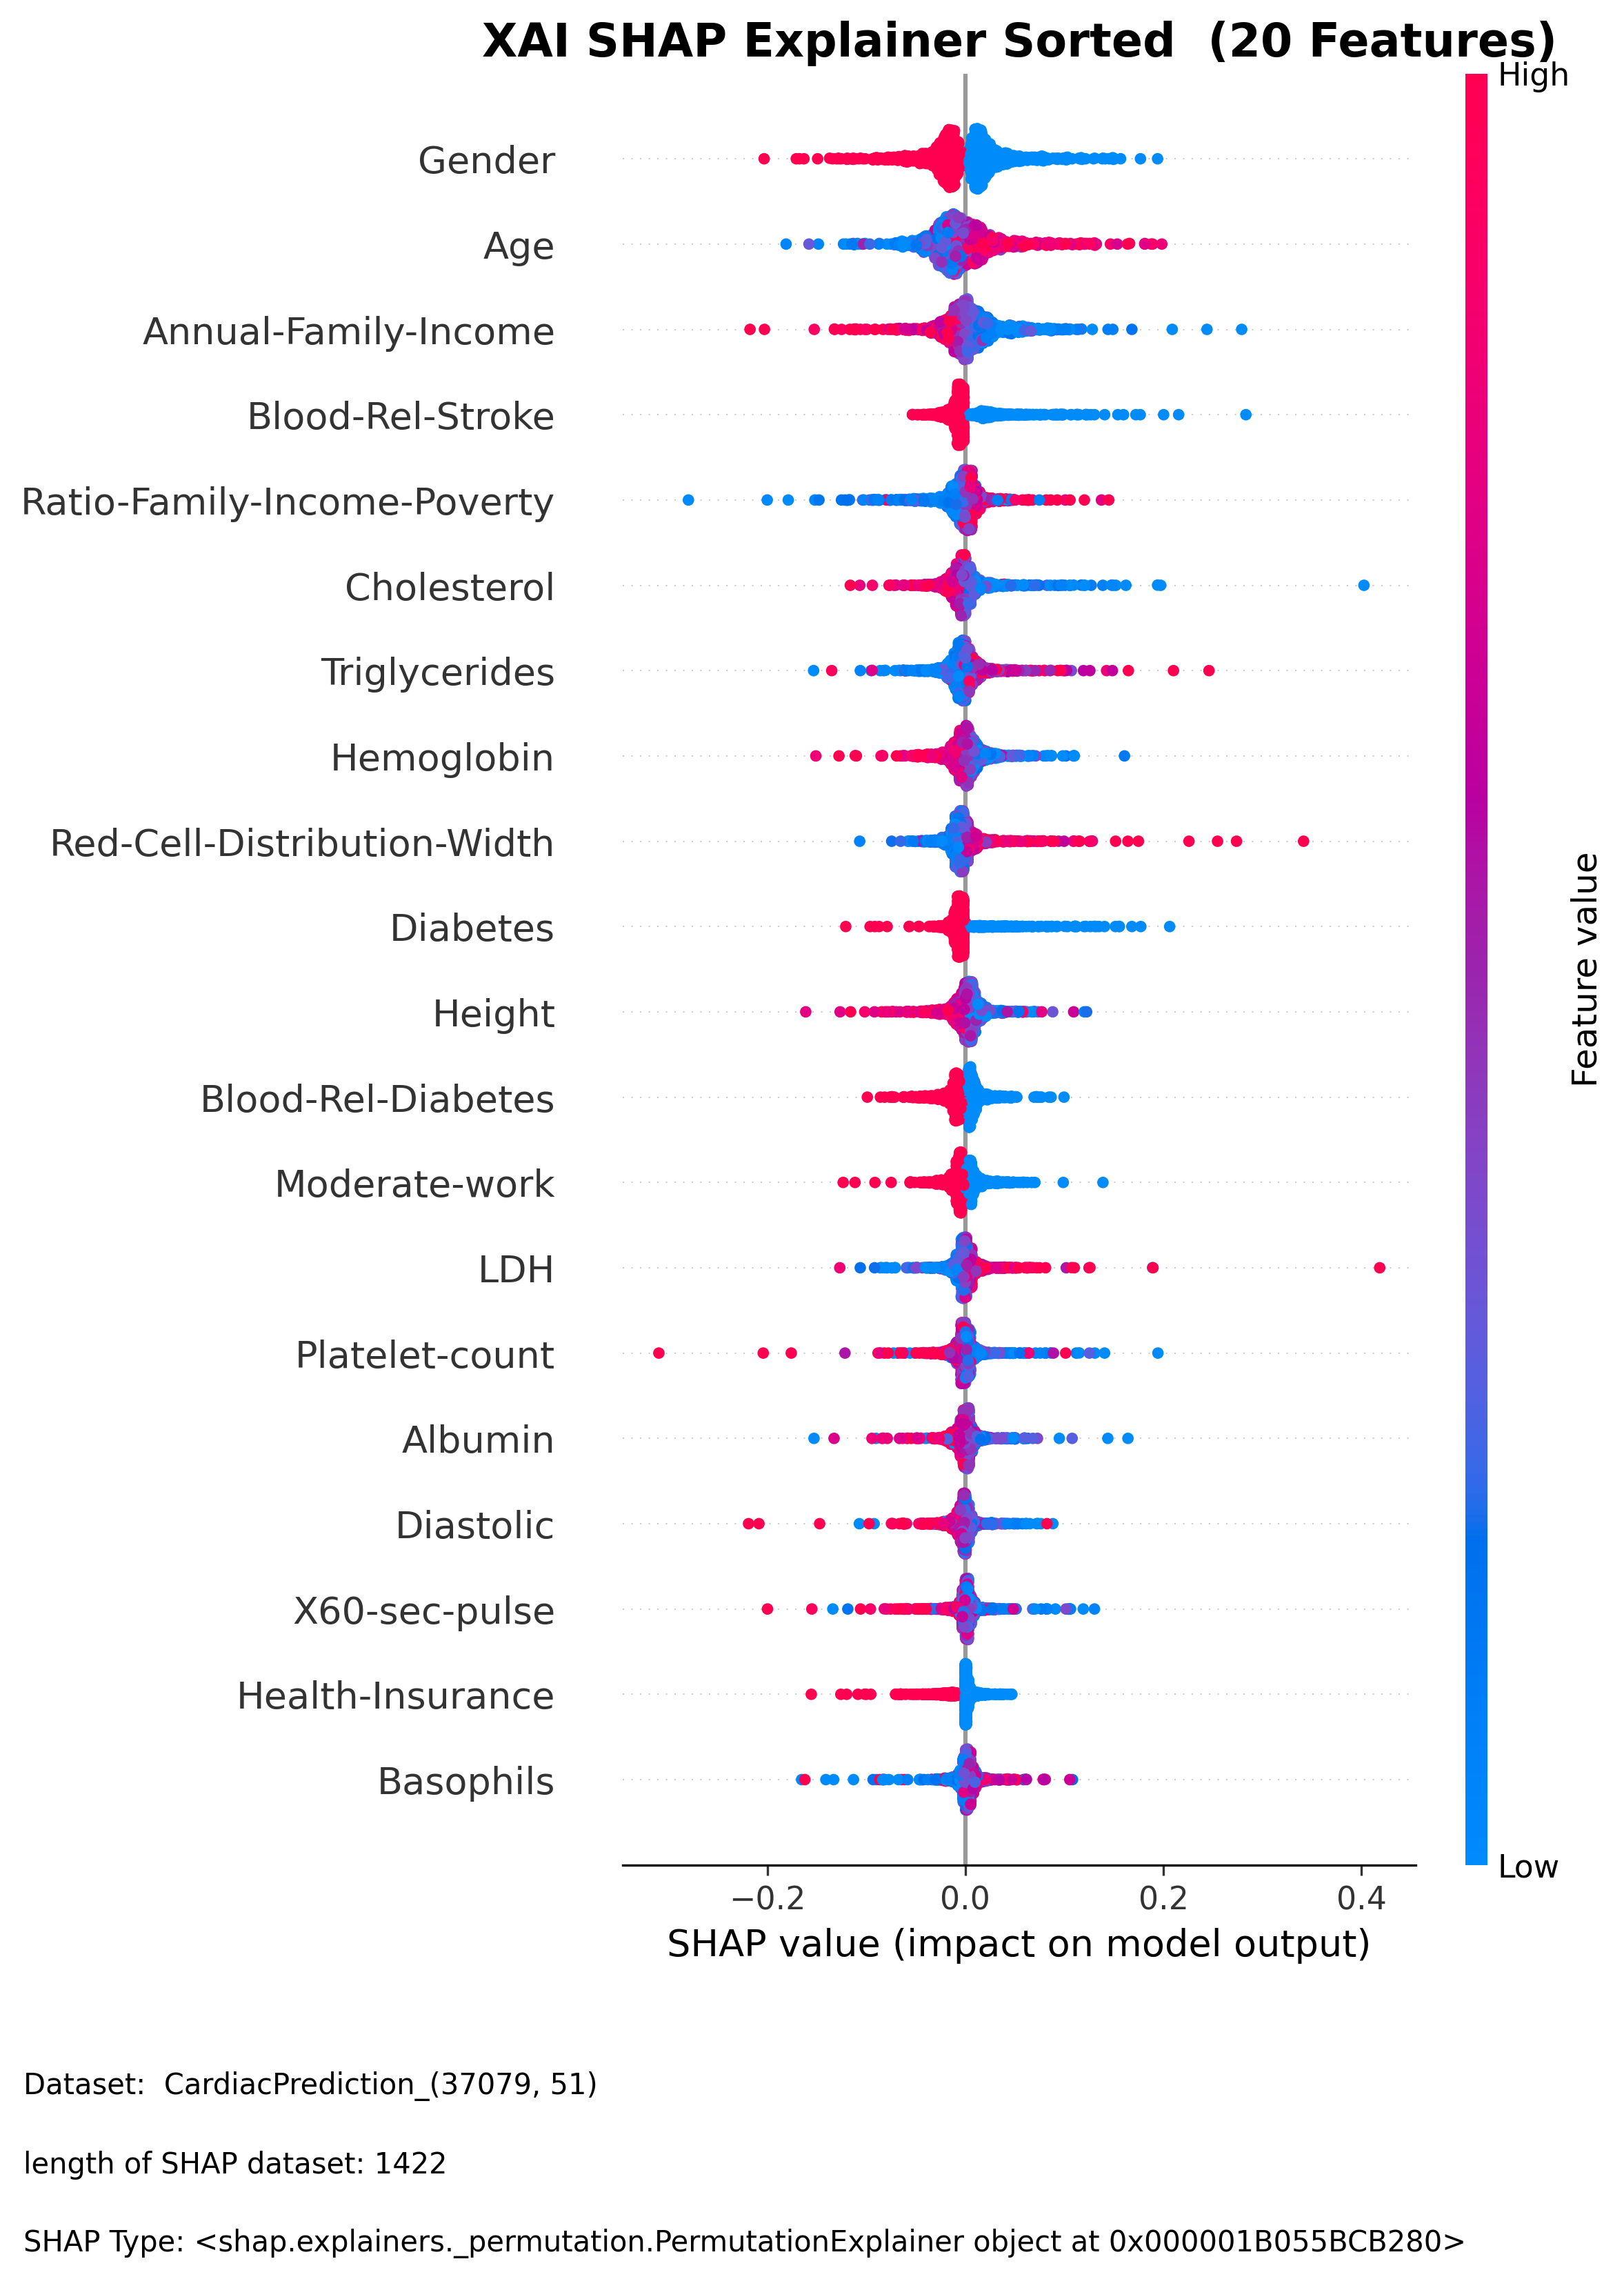 XAI SHAP Explainer Sorted  (20 Features)
High
Gender
Age
Annual-Family-Income
Blood-Rel-Stroke
Ratio-Family-Income-Poverty
Cholesterol
Triglycerides
Hemoglobin
Red-Cell-Distribution-Width
Diabetes
Height
Blood-Rel-Diabetes
Moderate-work
LDH
Platelet-count
Albumin
Diastolic
X60-sec-pulse
Health-Insurance
Basophils
Feature value
Low
−0.2 0.0 0.2 0.4
SHAP value (impact on model output)
Dataset:  CardiacPrediction_(37079, 51)
length of SHAP dataset: 1422
SHAP Type: <shap.explainers._permutation.PermutationExplainer object at 0x000001B055BCB280>